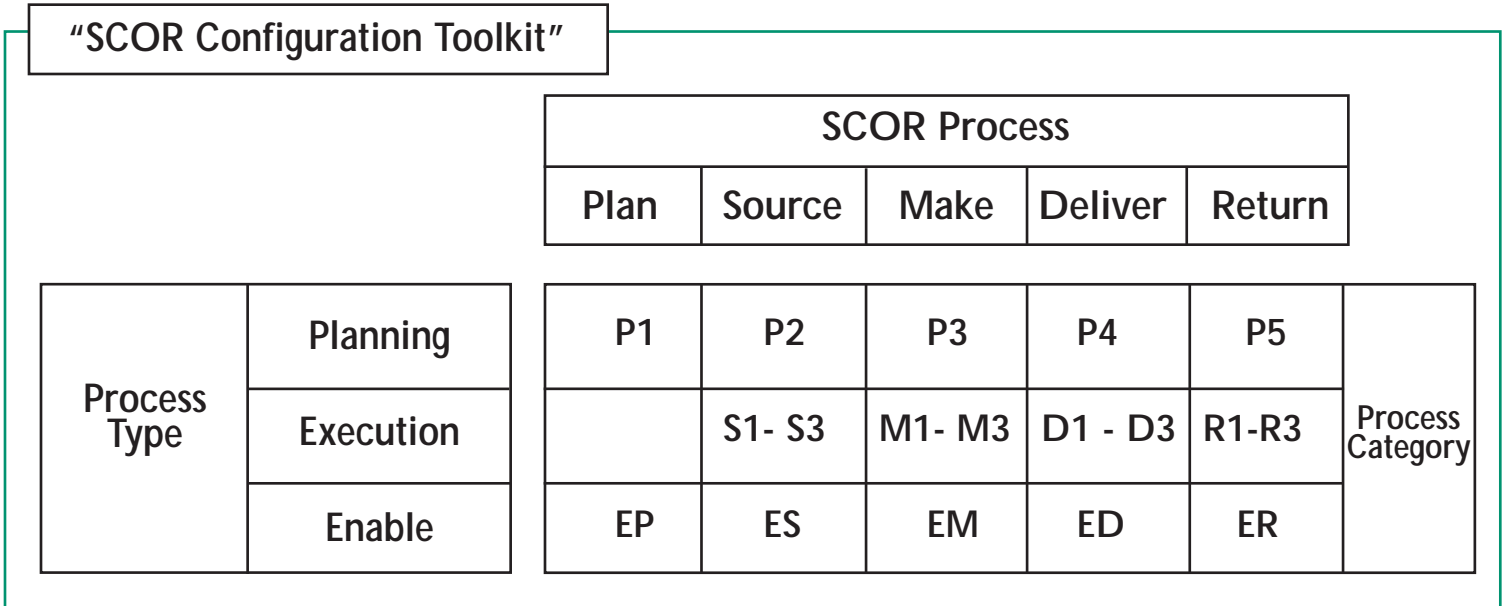 “SCOR Configuration Toolkit”
SCOR Process
Plan Source Make Deliver Return
Process Type
Planning P1 P2 P3 P4 P5
Execution S1- S3 M1- M3 D1 - D3 R1-R3
Enable EP ES EM ED ER
Process
Category